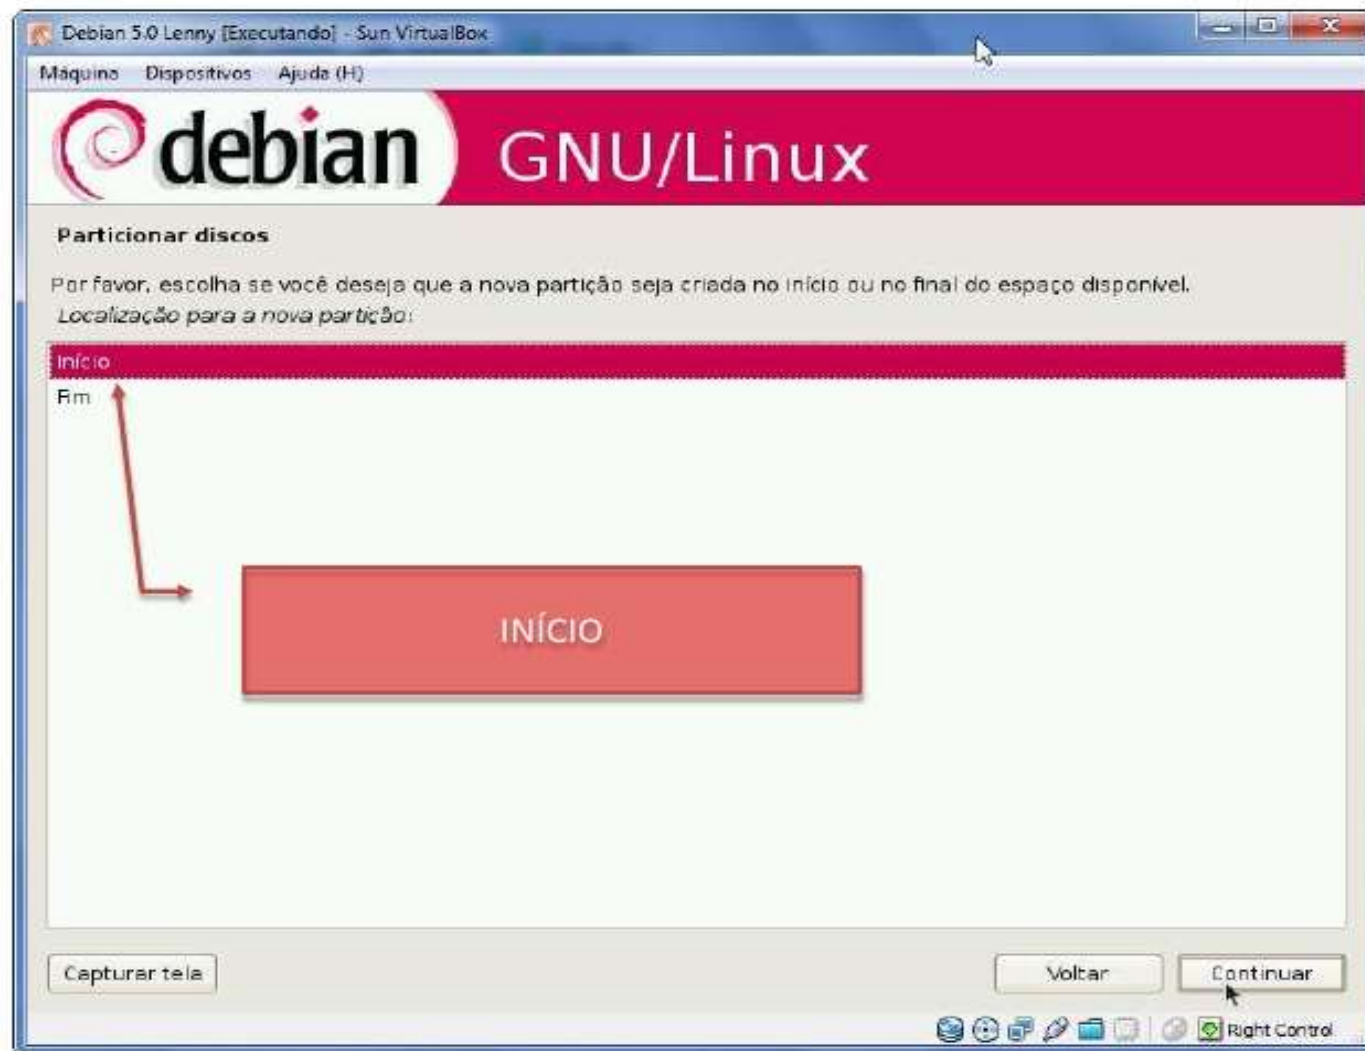 Debian 5.0 Lenny [Executando] - Sun VirtualBox
Máquina Dispositivos Ajuda (H)
debian GNU/Linux
Particionar discos
Por favor, escolha se você deseja que a nova partição seja criada no início ou no final do espaço disponível.
Localização para a nova partição:
Início
Fim
INÍCIO
Capturar tela Voltar Continuar
Right Control